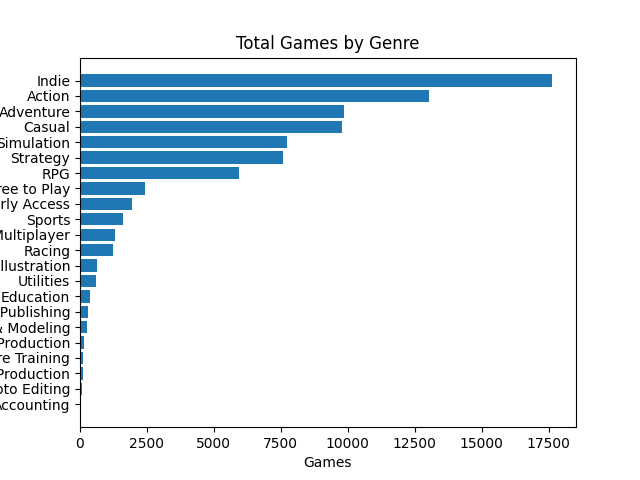 Total Games by Genre
Indie
Action
Adventure
Casual
Simulation
Strategy
RPG
ree to Play
rly Access
Sports
Multiplayer
Racing
Illustration
Utilities
Education
Publishing
& Modeling
Production
re Training
Production
oto Editing
Accounting
0 2500 5000 7500 10000 12500 15000 17500
Games